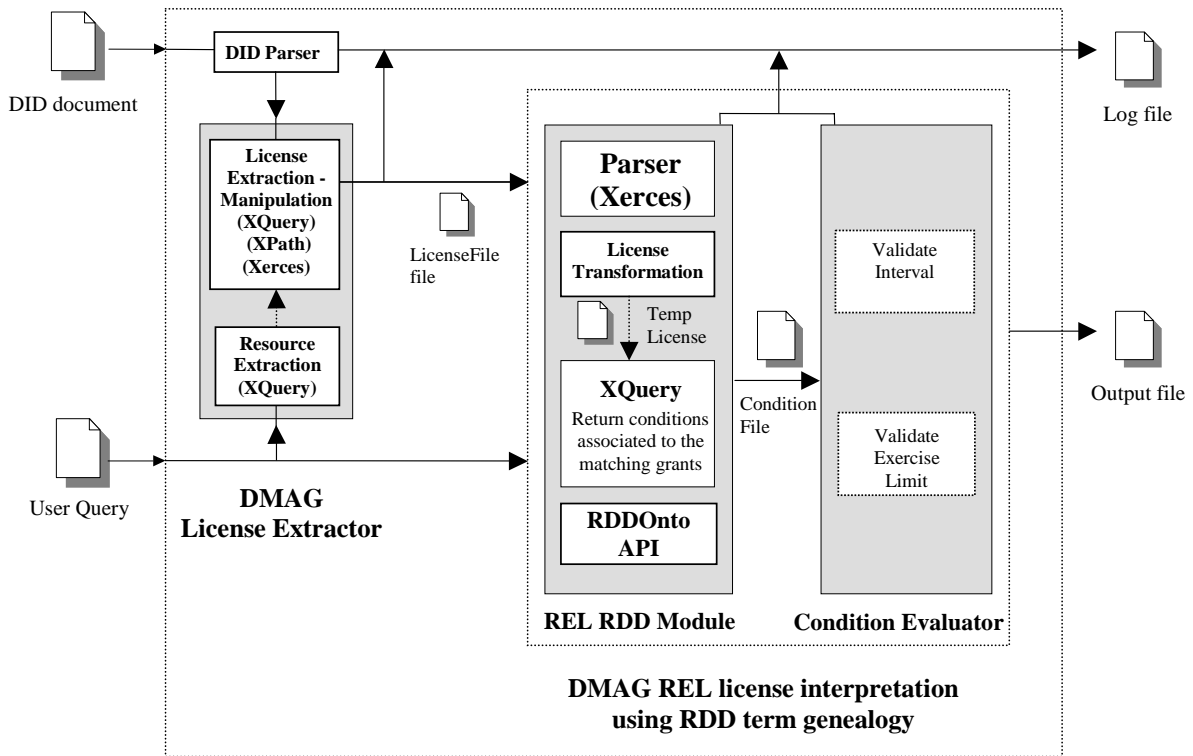 DID document
DID Parser
Log file
License
Extraction -
Manipulation
(XQuery)
(XPath)
(Xerces)
Resource
Extraction
(XQuery)
LicenseFile
file
User Query
DMAG
License Extractor
Parser
(Xerces)
License
Transformation
Temp
License
XQuery
Return conditions
associated to the
matching grants
RDDOnto
API
REL RDD Module
Condition
File
Validate
Interval
Validate
Exercise
Limit
Condition Evaluator
Output file
DMAG REL license interpretation
using RDD term genealogy